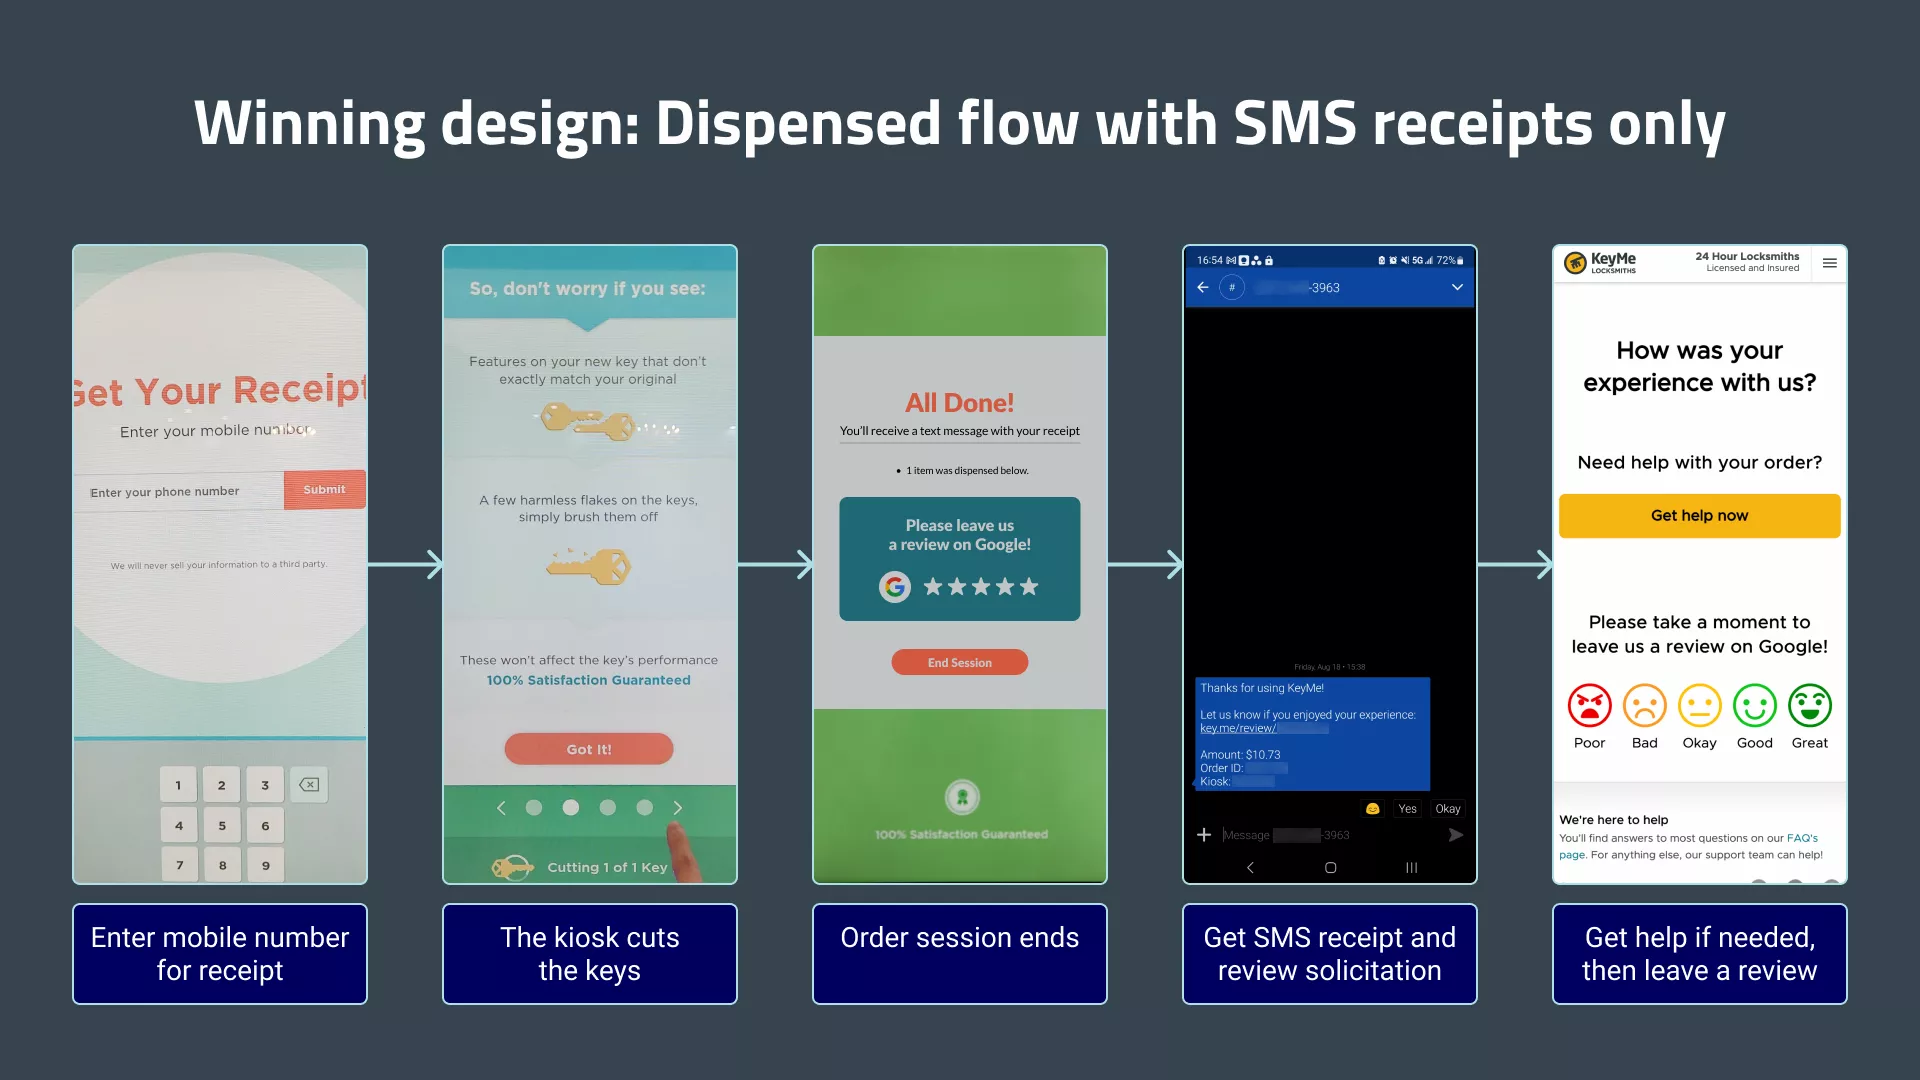 Winning design: Dispensed flow with SMS receipts only
Get Your Receipt
Enter your mobile number
Enter your phone number
Submit
We will never sell your information to a third party.
1
2
3
4
5
6
7
8
9
Enter mobile number
for receipt
So, don't worry if you see:
Features on your new key that don't
exactly match your original
A few harmless flakes on the keys,
simply brush them off
These won't affect the key's performance
100% Satisfaction Guaranteed
Got It!
Cutting 1 of 1 Key
The kiosk cuts
the keys
All Done!
You'll receive a text message with your receipt
• 1 item was dispensed below.
Please leave us
a review on Google!
End Session
100% Satisfaction Guaranteed
Order session ends
16:54
5G 72%
# -3963
Friday, Aug 18 • 15:38
Thanks for using KeyMe!
Let us know if you enjoyed your experience:
key.me/review/
Amount: $10.73
Order ID:
Kiosk:
Yes
Okay
Message -3963
Get SMS receipt and
review solicitation
KeyMe
LOCKSMITHS
24 Hour Locksmiths
Licensed and Insured
How was your
experience with us?
Need help with your order?
Get help now
Please take a moment to
leave us a review on Google!
Poor
Bad
Okay
Good
Great
We're here to help
You'll find answers to most questions on our FAQ's
page. For anything else, our support team can help!
Get help if needed,
then leave a review